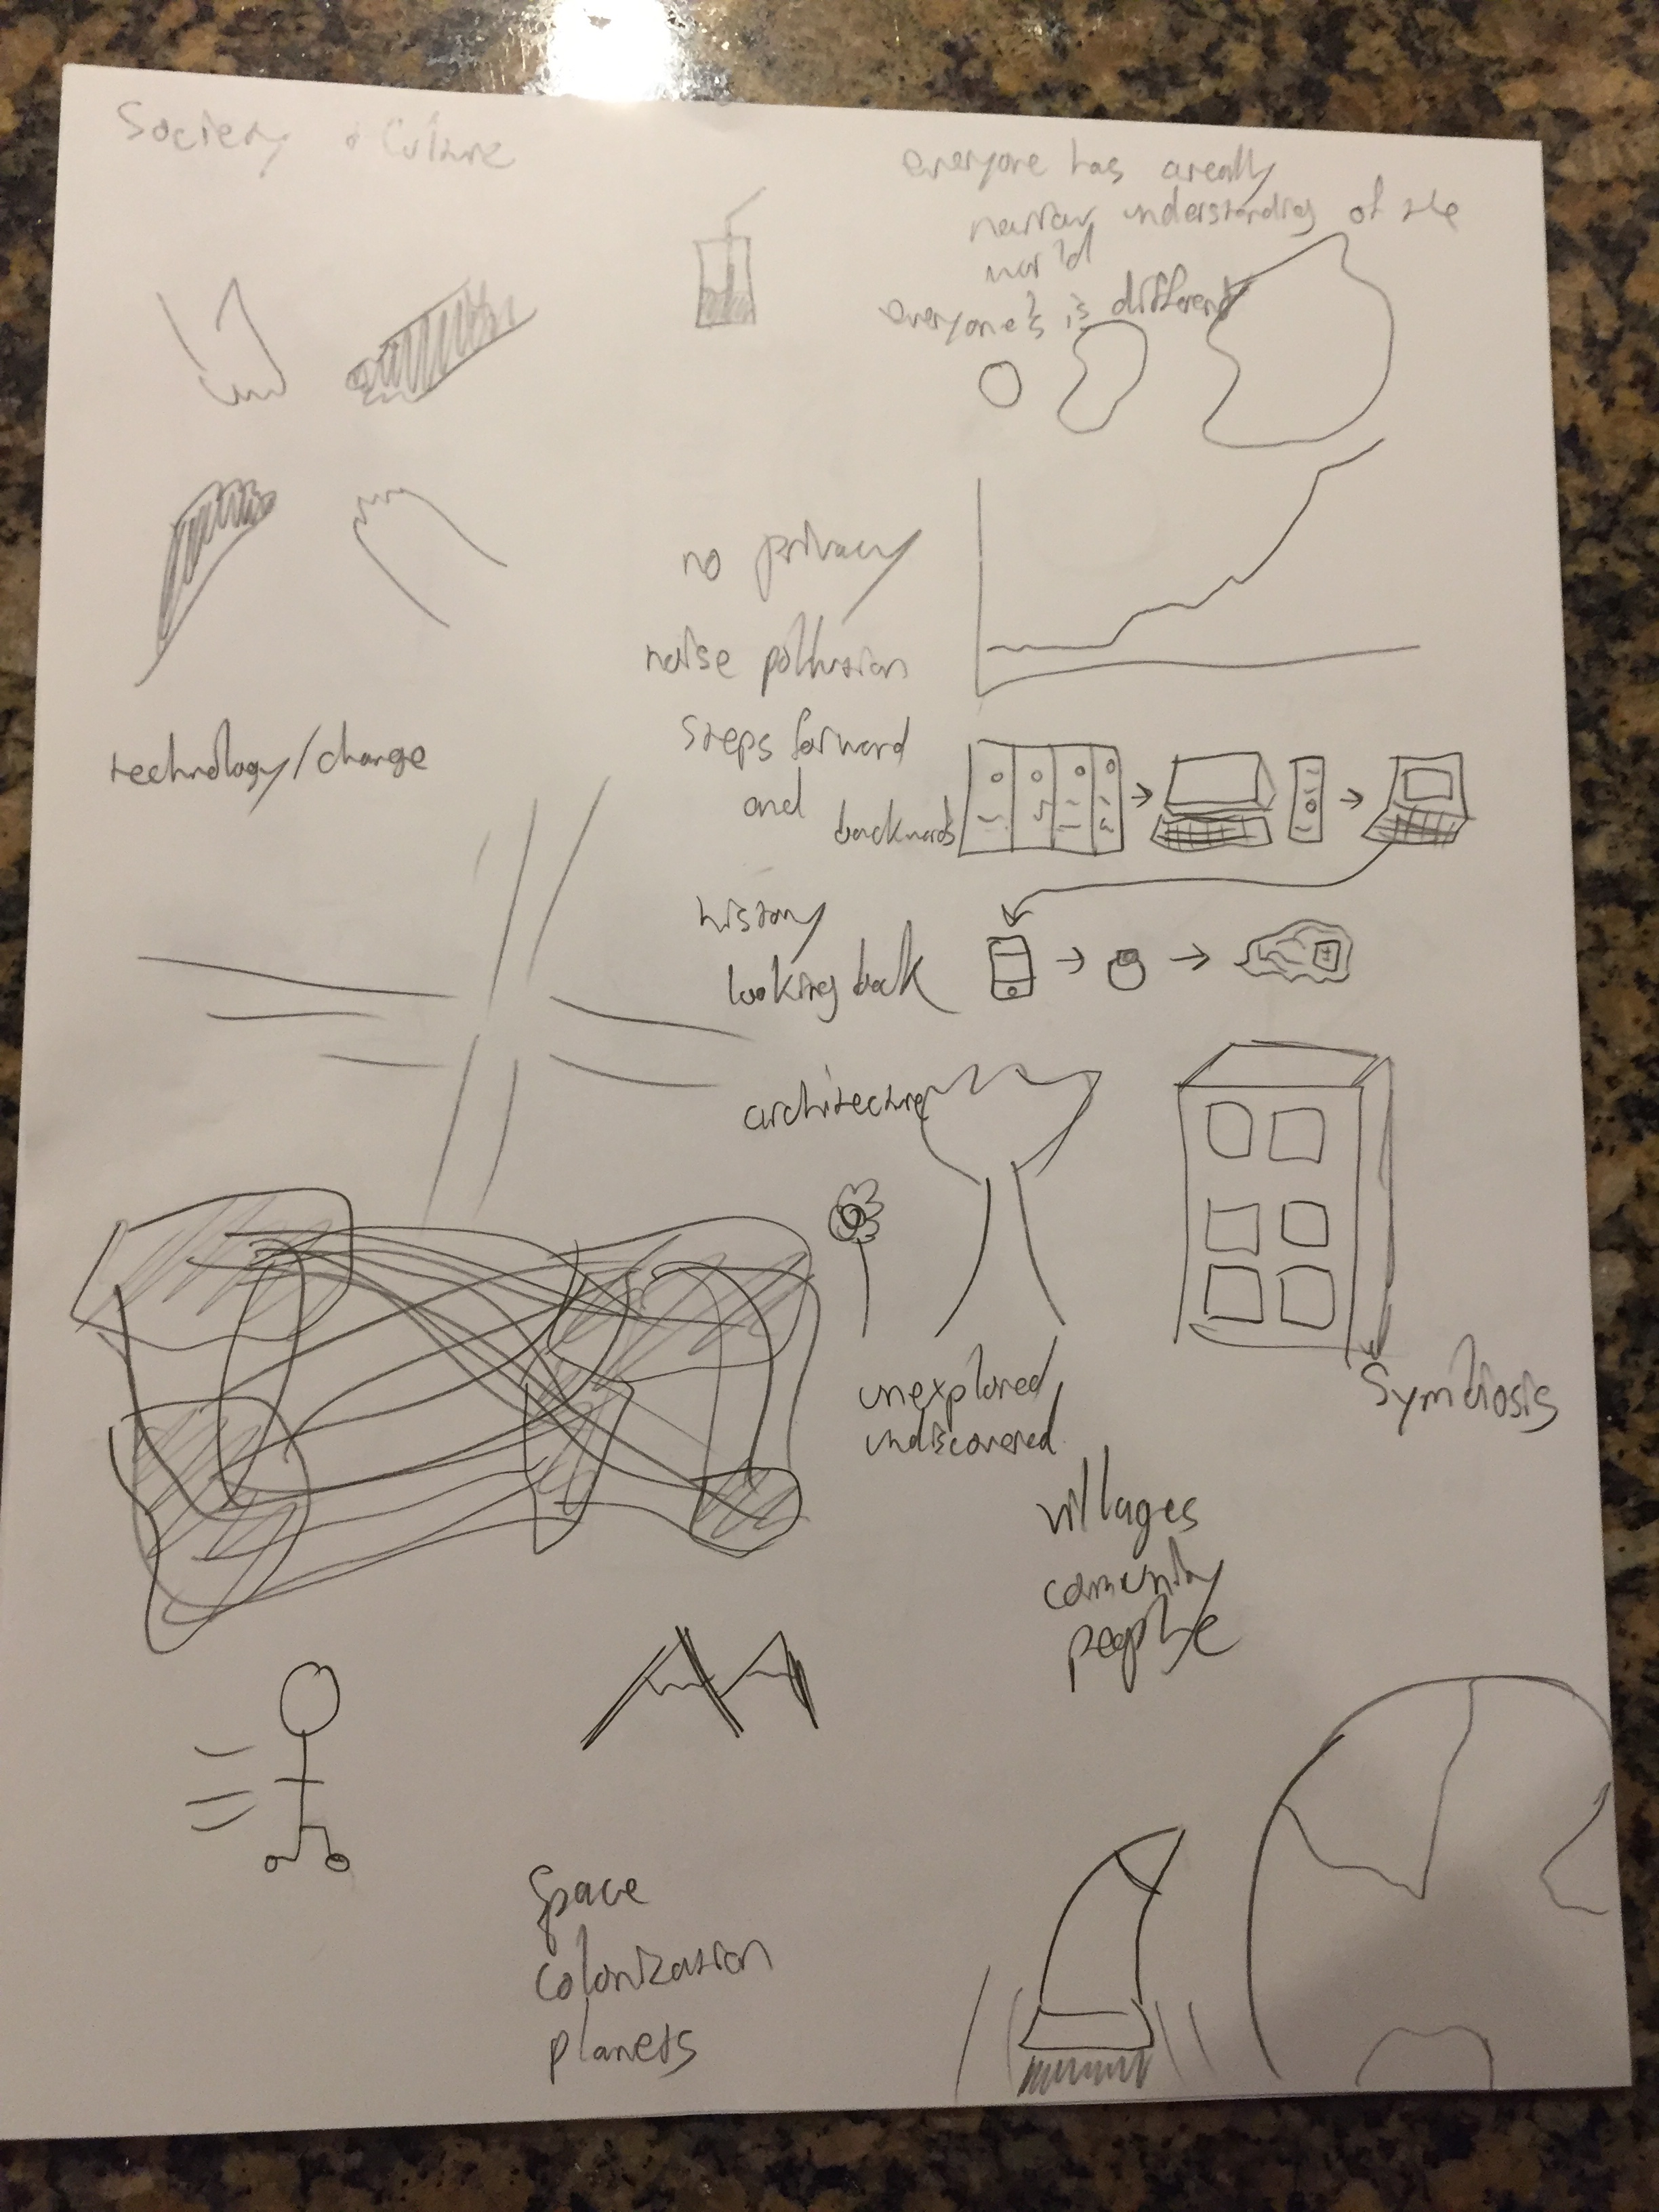 Society & Culture
everyone has a really
narrow understanding of the
world
everyone's is different
no privacy
noise pollution
steps forward
and
backwards
technology/change
history
looking back
architecture
unexplored
undiscovered
Symbiosis
villages
community
people
Space
colonization
planets